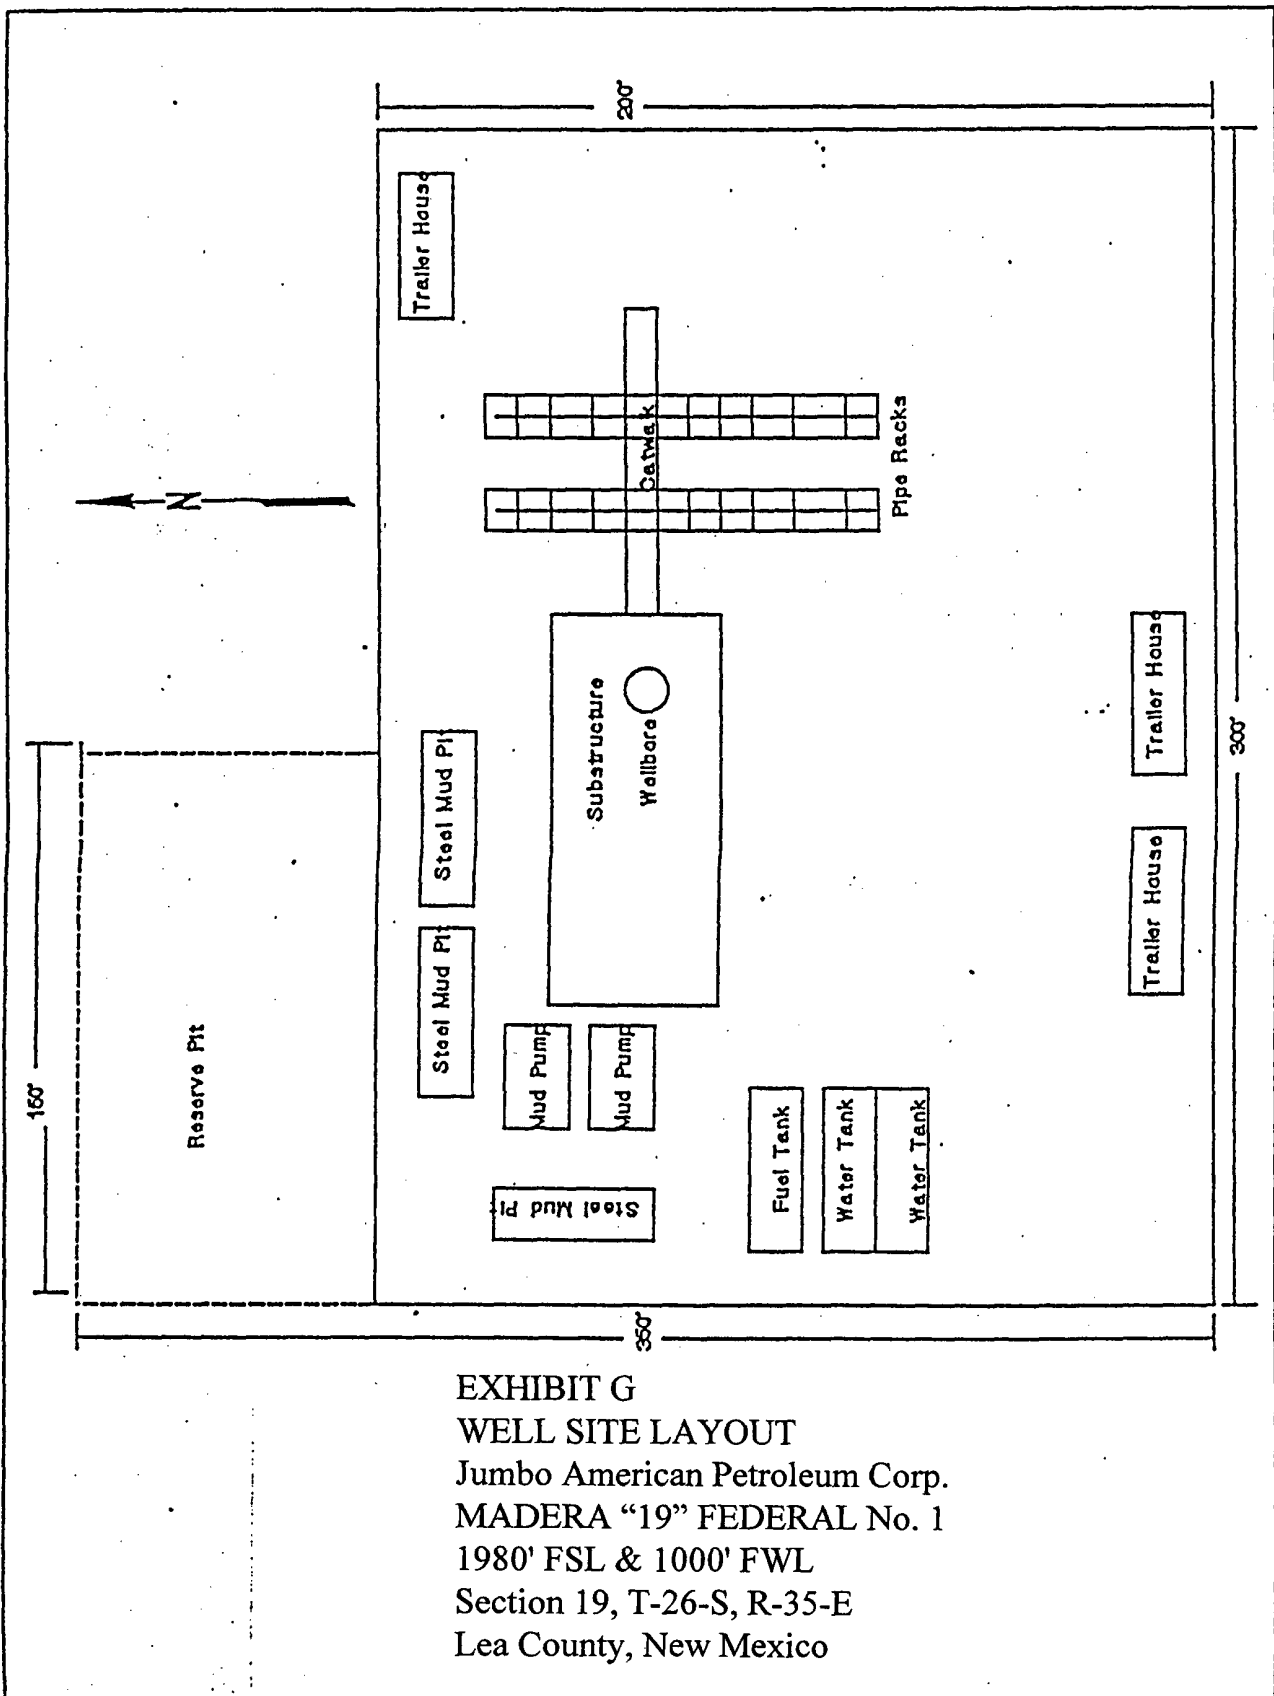 200'
Trailer House
N
Catwalk
Pipe Racks
Substructure
Wellbore
Trailer House
300'
Steel Mud Pit
160'
Reserve Pit
Steel Mud Pit
Mud Pump
Mud Pump
Trailer House
Fuel Tank
Water Tank
Water Tank
Steel Mud Pit
350'
EXHIBIT G
WELL SITE LAYOUT
Jumbo American Petroleum Corp.
MADERA “19” FEDERAL No. 1
1980' FSL & 1000' FWL
Section 19, T-26-S, R-35-E
Lea County, New Mexico